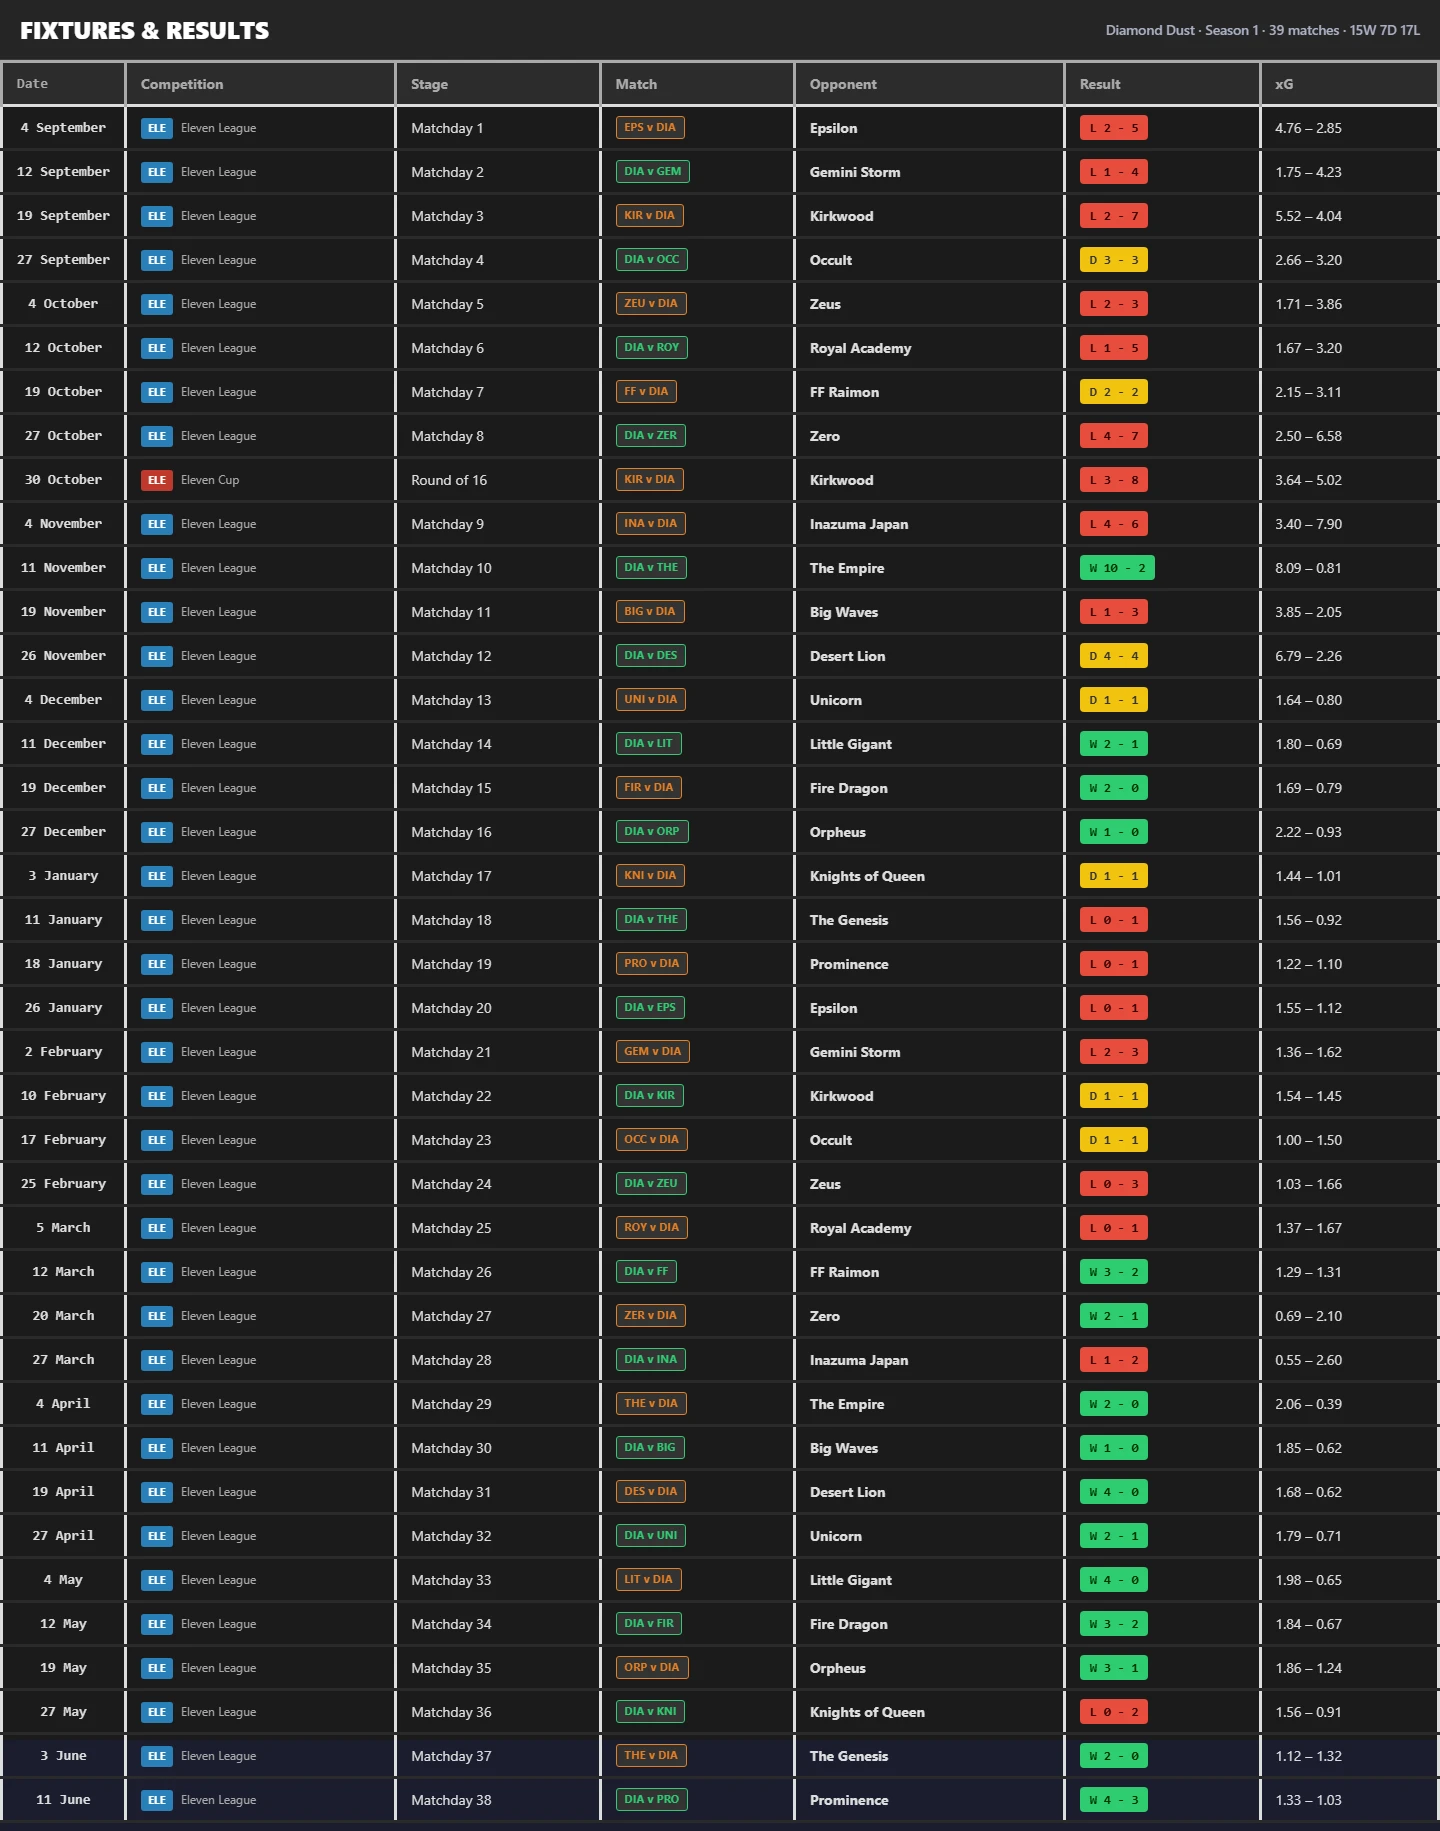 FIXTURES & RESULTS
Diamond Dust · Season 1 · 39 matches · 15W 7D 17L
Date Competition Stage Match Opponent Result xG
4 September ELE Eleven League Matchday 1 EPS v DIA Epsilon L 2 - 5 4.76 – 2.85
12 September ELE Eleven League Matchday 2 DIA v GEM Gemini Storm L 1 - 4 1.75 – 4.23
19 September ELE Eleven League Matchday 3 KIR v DIA Kirkwood L 2 - 7 5.52 – 4.04
27 September ELE Eleven League Matchday 4 DIA v OCC Occult D 3 - 3 2.66 – 3.20
4 October ELE Eleven League Matchday 5 ZEU v DIA Zeus L 2 - 3 1.71 – 3.86
12 October ELE Eleven League Matchday 6 DIA v ROY Royal Academy L 1 - 5 1.67 – 3.20
19 October ELE Eleven League Matchday 7 FF v DIA FF Raimon D 2 - 2 2.15 – 3.11
27 October ELE Eleven League Matchday 8 DIA v ZER Zero L 4 - 7 2.50 – 6.58
30 October ELE Eleven Cup Round of 16 KIR v DIA Kirkwood L 3 - 8 3.64 – 5.02
4 November ELE Eleven League Matchday 9 INA v DIA Inazuma Japan L 4 - 6 3.40 – 7.90
11 November ELE Eleven League Matchday 10 DIA v THE The Empire W 10 - 2 8.09 – 0.81
19 November ELE Eleven League Matchday 11 BIG v DIA Big Waves L 1 - 3 3.85 – 2.05
26 November ELE Eleven League Matchday 12 DIA v DES Desert Lion D 4 - 4 6.79 – 2.26
4 December ELE Eleven League Matchday 13 UNI v DIA Unicorn D 1 - 1 1.64 – 0.80
11 December ELE Eleven League Matchday 14 DIA v LIT Little Gigant W 2 - 1 1.80 – 0.69
19 December ELE Eleven League Matchday 15 FIR v DIA Fire Dragon W 2 - 0 1.69 – 0.79
27 December ELE Eleven League Matchday 16 DIA v ORP Orpheus W 1 - 0 2.22 – 0.93
3 January ELE Eleven League Matchday 17 KNI v DIA Knights of Queen D 1 - 1 1.44 – 1.01
11 January ELE Eleven League Matchday 18 DIA v THE The Genesis L 0 - 1 1.56 – 0.92
18 January ELE Eleven League Matchday 19 PRO v DIA Prominence L 0 - 1 1.22 – 1.10
26 January ELE Eleven League Matchday 20 DIA v EPS Epsilon L 0 - 1 1.55 – 1.12
2 February ELE Eleven League Matchday 21 GEM v DIA Gemini Storm L 2 - 3 1.36 – 1.62
10 February ELE Eleven League Matchday 22 DIA v KIR Kirkwood D 1 - 1 1.54 – 1.45
17 February ELE Eleven League Matchday 23 OCC v DIA Occult D 1 - 1 1.00 – 1.50
25 February ELE Eleven League Matchday 24 DIA v ZEU Zeus L 0 - 3 1.03 – 1.66
5 March ELE Eleven League Matchday 25 ROY v DIA Royal Academy L 0 - 1 1.37 – 1.67
12 March ELE Eleven League Matchday 26 DIA v FF FF Raimon W 3 - 2 1.29 – 1.31
20 March ELE Eleven League Matchday 27 ZER v DIA Zero W 2 - 1 0.69 – 2.10
27 March ELE Eleven League Matchday 28 DIA v INA Inazuma Japan L 1 - 2 0.55 – 2.60
4 April ELE Eleven League Matchday 29 THE v DIA The Empire W 2 - 0 2.06 – 0.39
11 April ELE Eleven League Matchday 30 DIA v BIG Big Waves W 1 - 0 1.85 – 0.62
19 April ELE Eleven League Matchday 31 DES v DIA Desert Lion W 4 - 0 1.68 – 0.62
27 April ELE Eleven League Matchday 32 DIA v UNI Unicorn W 2 - 1 1.79 – 0.71
4 May ELE Eleven League Matchday 33 LIT v DIA Little Gigant W 4 - 0 1.98 – 0.65
12 May ELE Eleven League Matchday 34 DIA v FIR Fire Dragon W 3 - 2 1.84 – 0.67
19 May ELE Eleven League Matchday 35 ORP v DIA Orpheus W 3 - 1 1.86 – 1.24
27 May ELE Eleven League Matchday 36 DIA v KNI Knights of Queen L 0 - 2 1.56 – 0.91
3 June ELE Eleven League Matchday 37 THE v DIA The Genesis W 2 - 0 1.12 – 1.32
11 June ELE Eleven League Matchday 38 DIA v PRO Prominence W 4 - 3 1.33 – 1.03